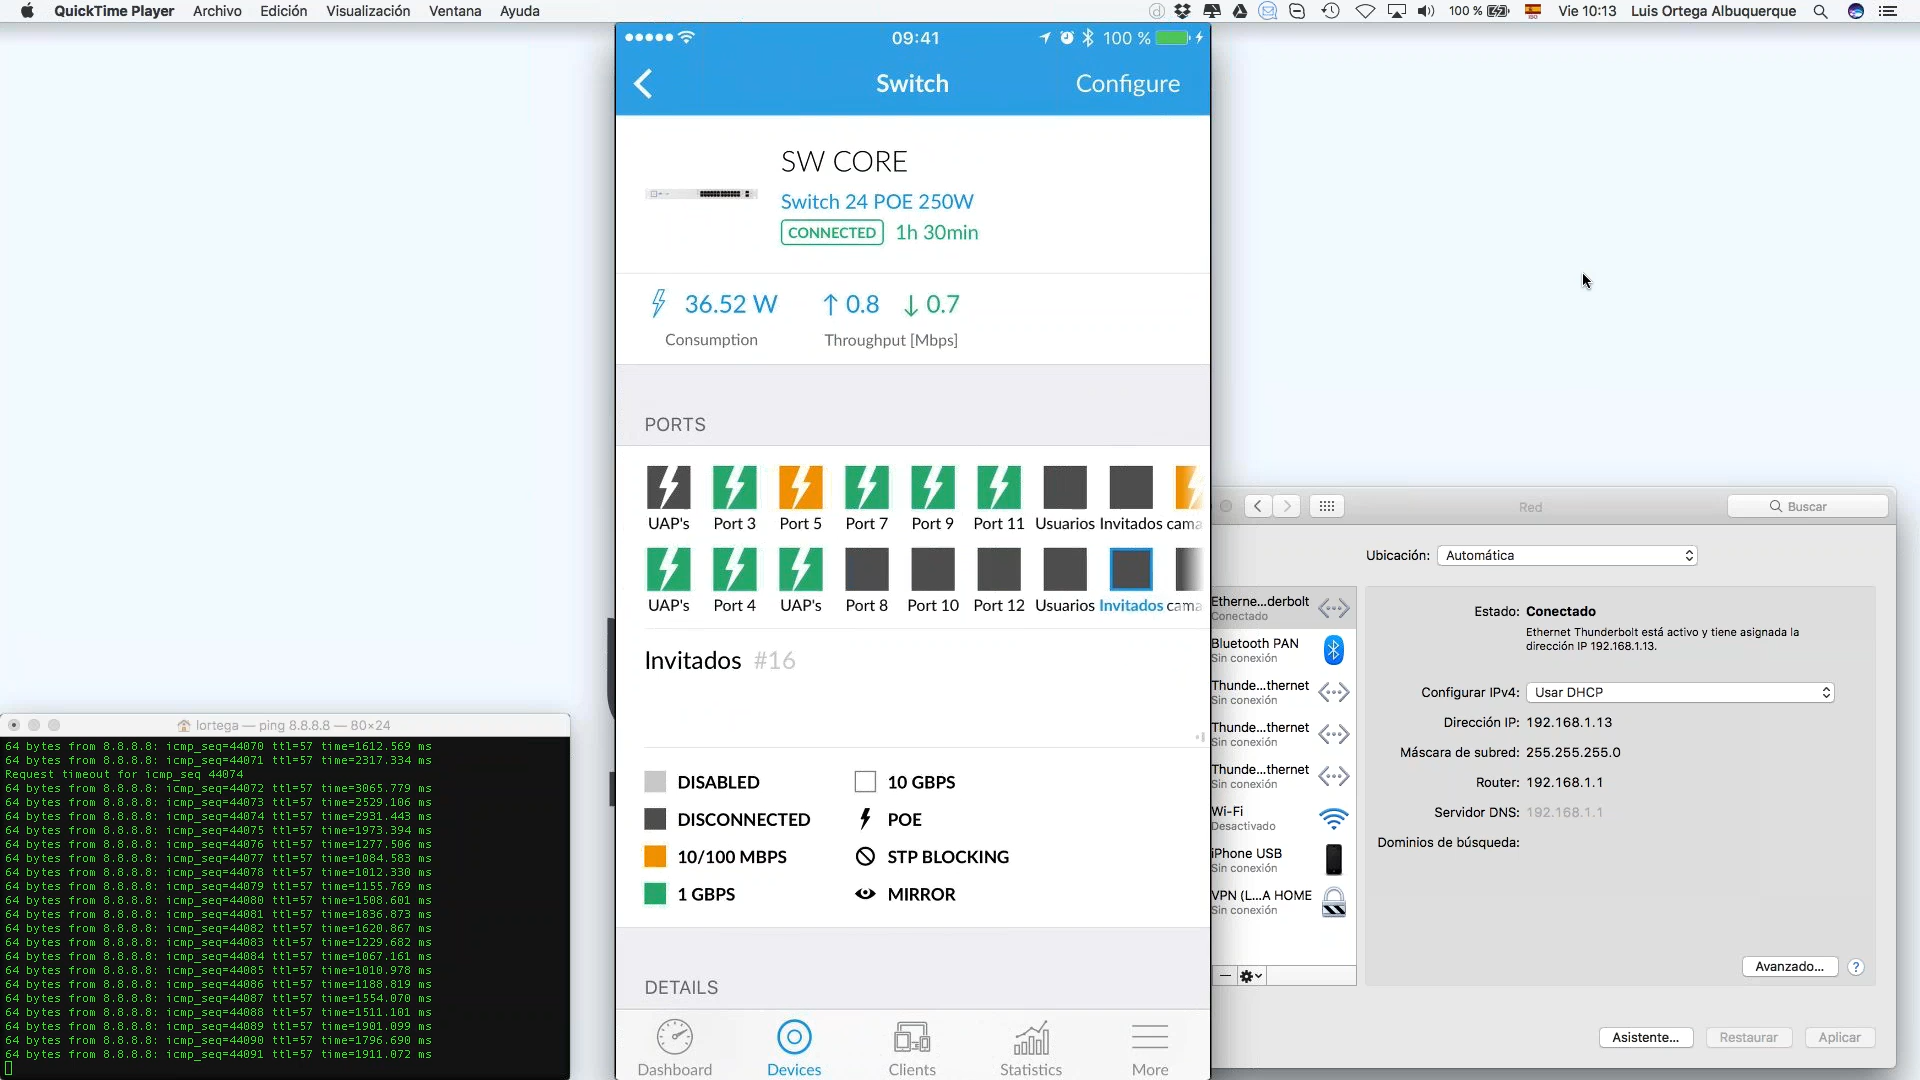 QuickTime Player Archivo Edición Visualización Ventana Ayuda
100 % Vie 10:13 Luis Ortega Albuquerque
09:41 100 %
Switch Configure
SW CORE
Switch 24 POE 250W
CONNECTED 1h 30min
36.52 W ↑ 0.8 ↓ 0.7
Consumption Throughput [Mbps]
PORTS
UAP's Port 3 Port 5 Port 7 Port 9 Port 11 Usuarios Invitados cama
UAP's Port 4 UAP's Port 8 Port 10 Port 12 Usuarios Invitados cama
Invitados #16
DISABLED 10 GBPS
DISCONNECTED POE
10/100 MBPS STP BLOCKING
1 GBPS MIRROR
DETAILS
Dashboard Devices Clients Statistics More
lortega — ping 8.8.8.8 — 80×24
64 bytes from 8.8.8.8: icmp_seq=44070 ttl=57 time=1612.569 ms
64 bytes from 8.8.8.8: icmp_seq=44071 ttl=57 time=2317.334 ms
Request timeout for icmp_seq 44074
64 bytes from 8.8.8.8: icmp_seq=44072 ttl=57 time=3065.779 ms
64 bytes from 8.8.8.8: icmp_seq=44073 ttl=57 time=2529.106 ms
64 bytes from 8.8.8.8: icmp_seq=44074 ttl=57 time=2931.443 ms
64 bytes from 8.8.8.8: icmp_seq=44075 ttl=57 time=1973.394 ms
64 bytes from 8.8.8.8: icmp_seq=44076 ttl=57 time=1277.506 ms
64 bytes from 8.8.8.8: icmp_seq=44077 ttl=57 time=1084.583 ms
64 bytes from 8.8.8.8: icmp_seq=44078 ttl=57 time=1012.330 ms
64 bytes from 8.8.8.8: icmp_seq=44079 ttl=57 time=1155.769 ms
64 bytes from 8.8.8.8: icmp_seq=44080 ttl=57 time=1508.601 ms
64 bytes from 8.8.8.8: icmp_seq=44081 ttl=57 time=1836.873 ms
64 bytes from 8.8.8.8: icmp_seq=44082 ttl=57 time=1620.867 ms
64 bytes from 8.8.8.8: icmp_seq=44083 ttl=57 time=1229.682 ms
64 bytes from 8.8.8.8: icmp_seq=44084 ttl=57 time=1067.161 ms
64 bytes from 8.8.8.8: icmp_seq=44085 ttl=57 time=1010.978 ms
64 bytes from 8.8.8.8: icmp_seq=44086 ttl=57 time=1188.819 ms
64 bytes from 8.8.8.8: icmp_seq=44087 ttl=57 time=1554.070 ms
64 bytes from 8.8.8.8: icmp_seq=44088 ttl=57 time=1511.101 ms
64 bytes from 8.8.8.8: icmp_seq=44089 ttl=57 time=1901.099 ms
64 bytes from 8.8.8.8: icmp_seq=44090 ttl=57 time=1796.690 ms
64 bytes from 8.8.8.8: icmp_seq=44091 ttl=57 time=1911.072 ms
Red
Buscar
Ubicación: Automática
Etherne...derbolt
Conectado
Bluetooth PAN
Sin conexión
Thunde...thernet
Sin conexión
Thunde...thernet
Sin conexión
Thunde...thernet
Sin conexión
Wi-Fi
Desactivado
iPhone USB
Sin conexión
VPN (L...A HOME
Sin conexión
Estado: Conectado
Ethernet Thunderbolt está activo y tiene asignada la
dirección IP 192.168.1.13.
Configurar IPv4: Usar DHCP
Dirección IP: 192.168.1.13
Máscara de subred: 255.255.255.0
Router: 192.168.1.1
Servidor DNS: 192.168.1.1
Dominios de búsqueda:
Avanzado... ?
Asistente... Restaurar Aplicar